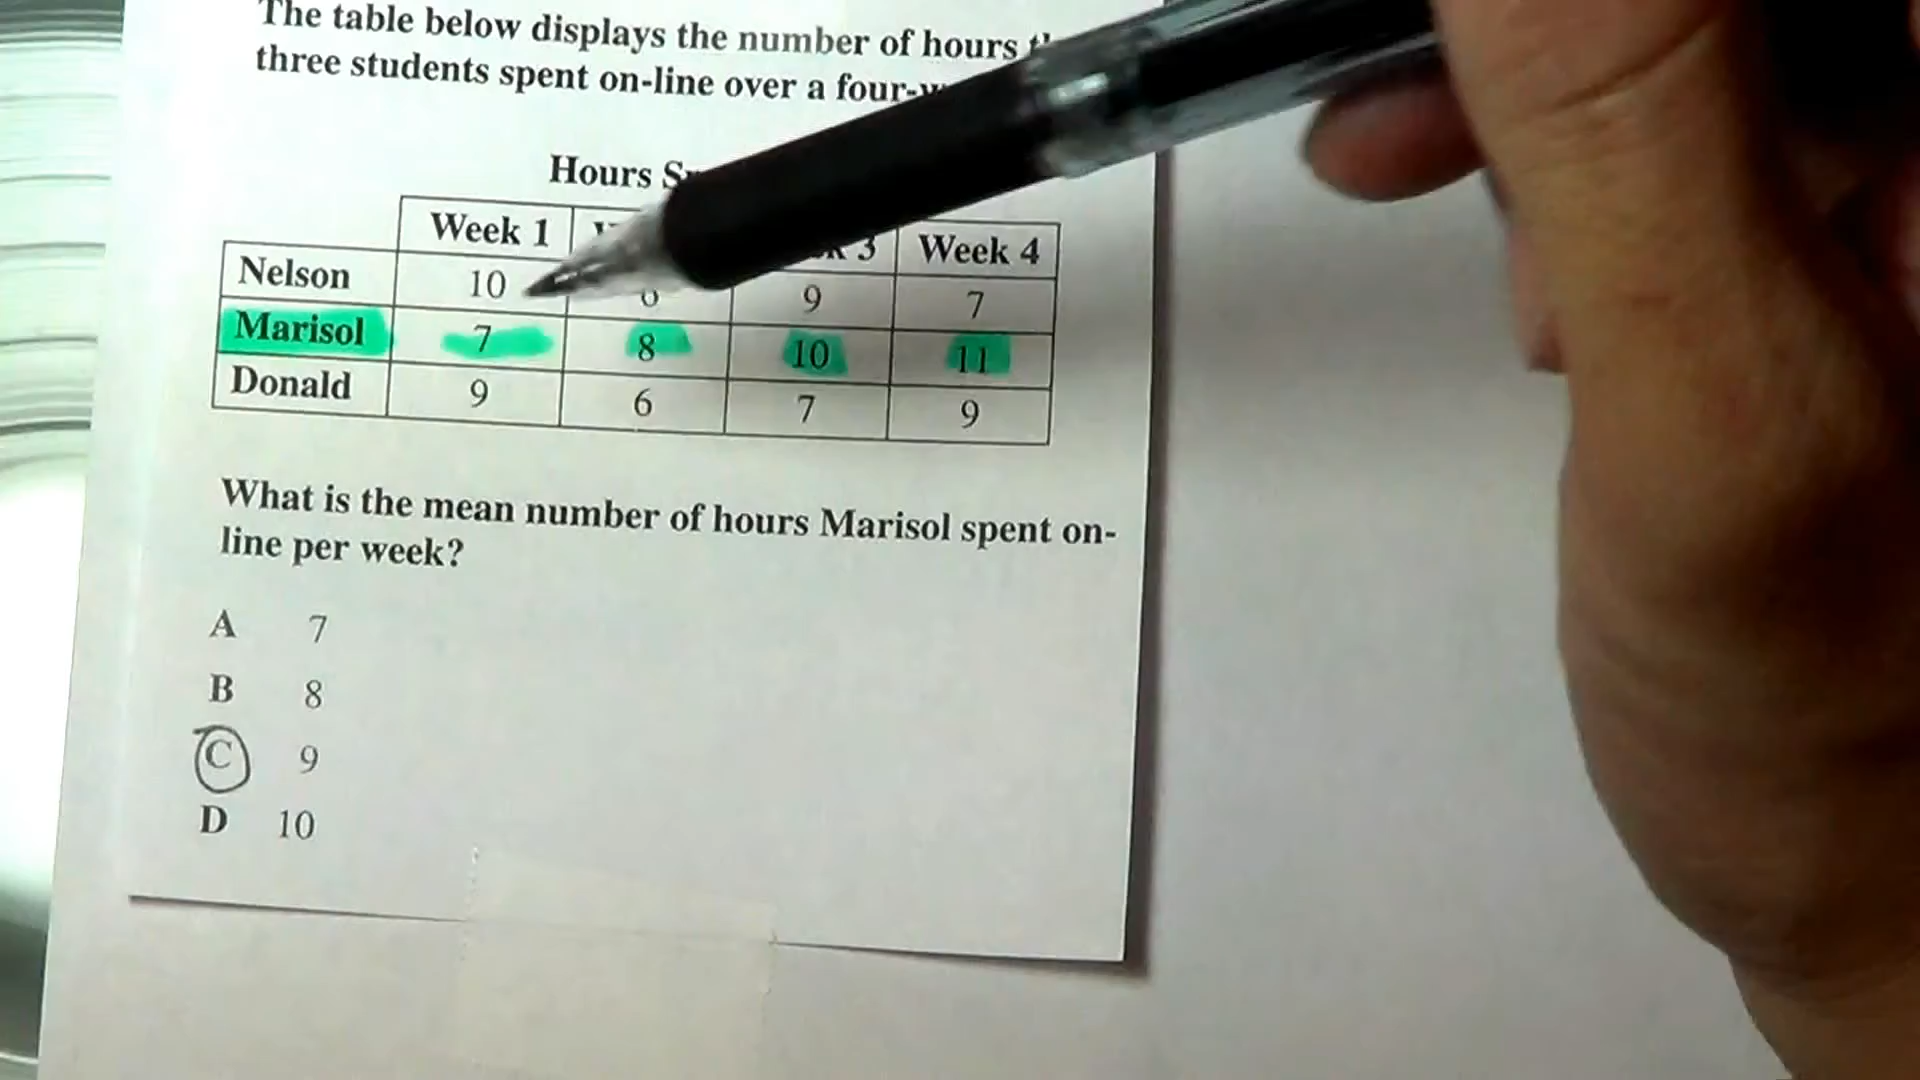 The table below displays the number of hours
three students spent on-line over a
Hours
Week 1 3 Week 4
Nelson 10 9 7
Marisol 7 8 10 11
Donald 9 6 7 9
What is the mean number of hours Marisol spent on-
line per week?
A 7
B 8
C 9
D 10